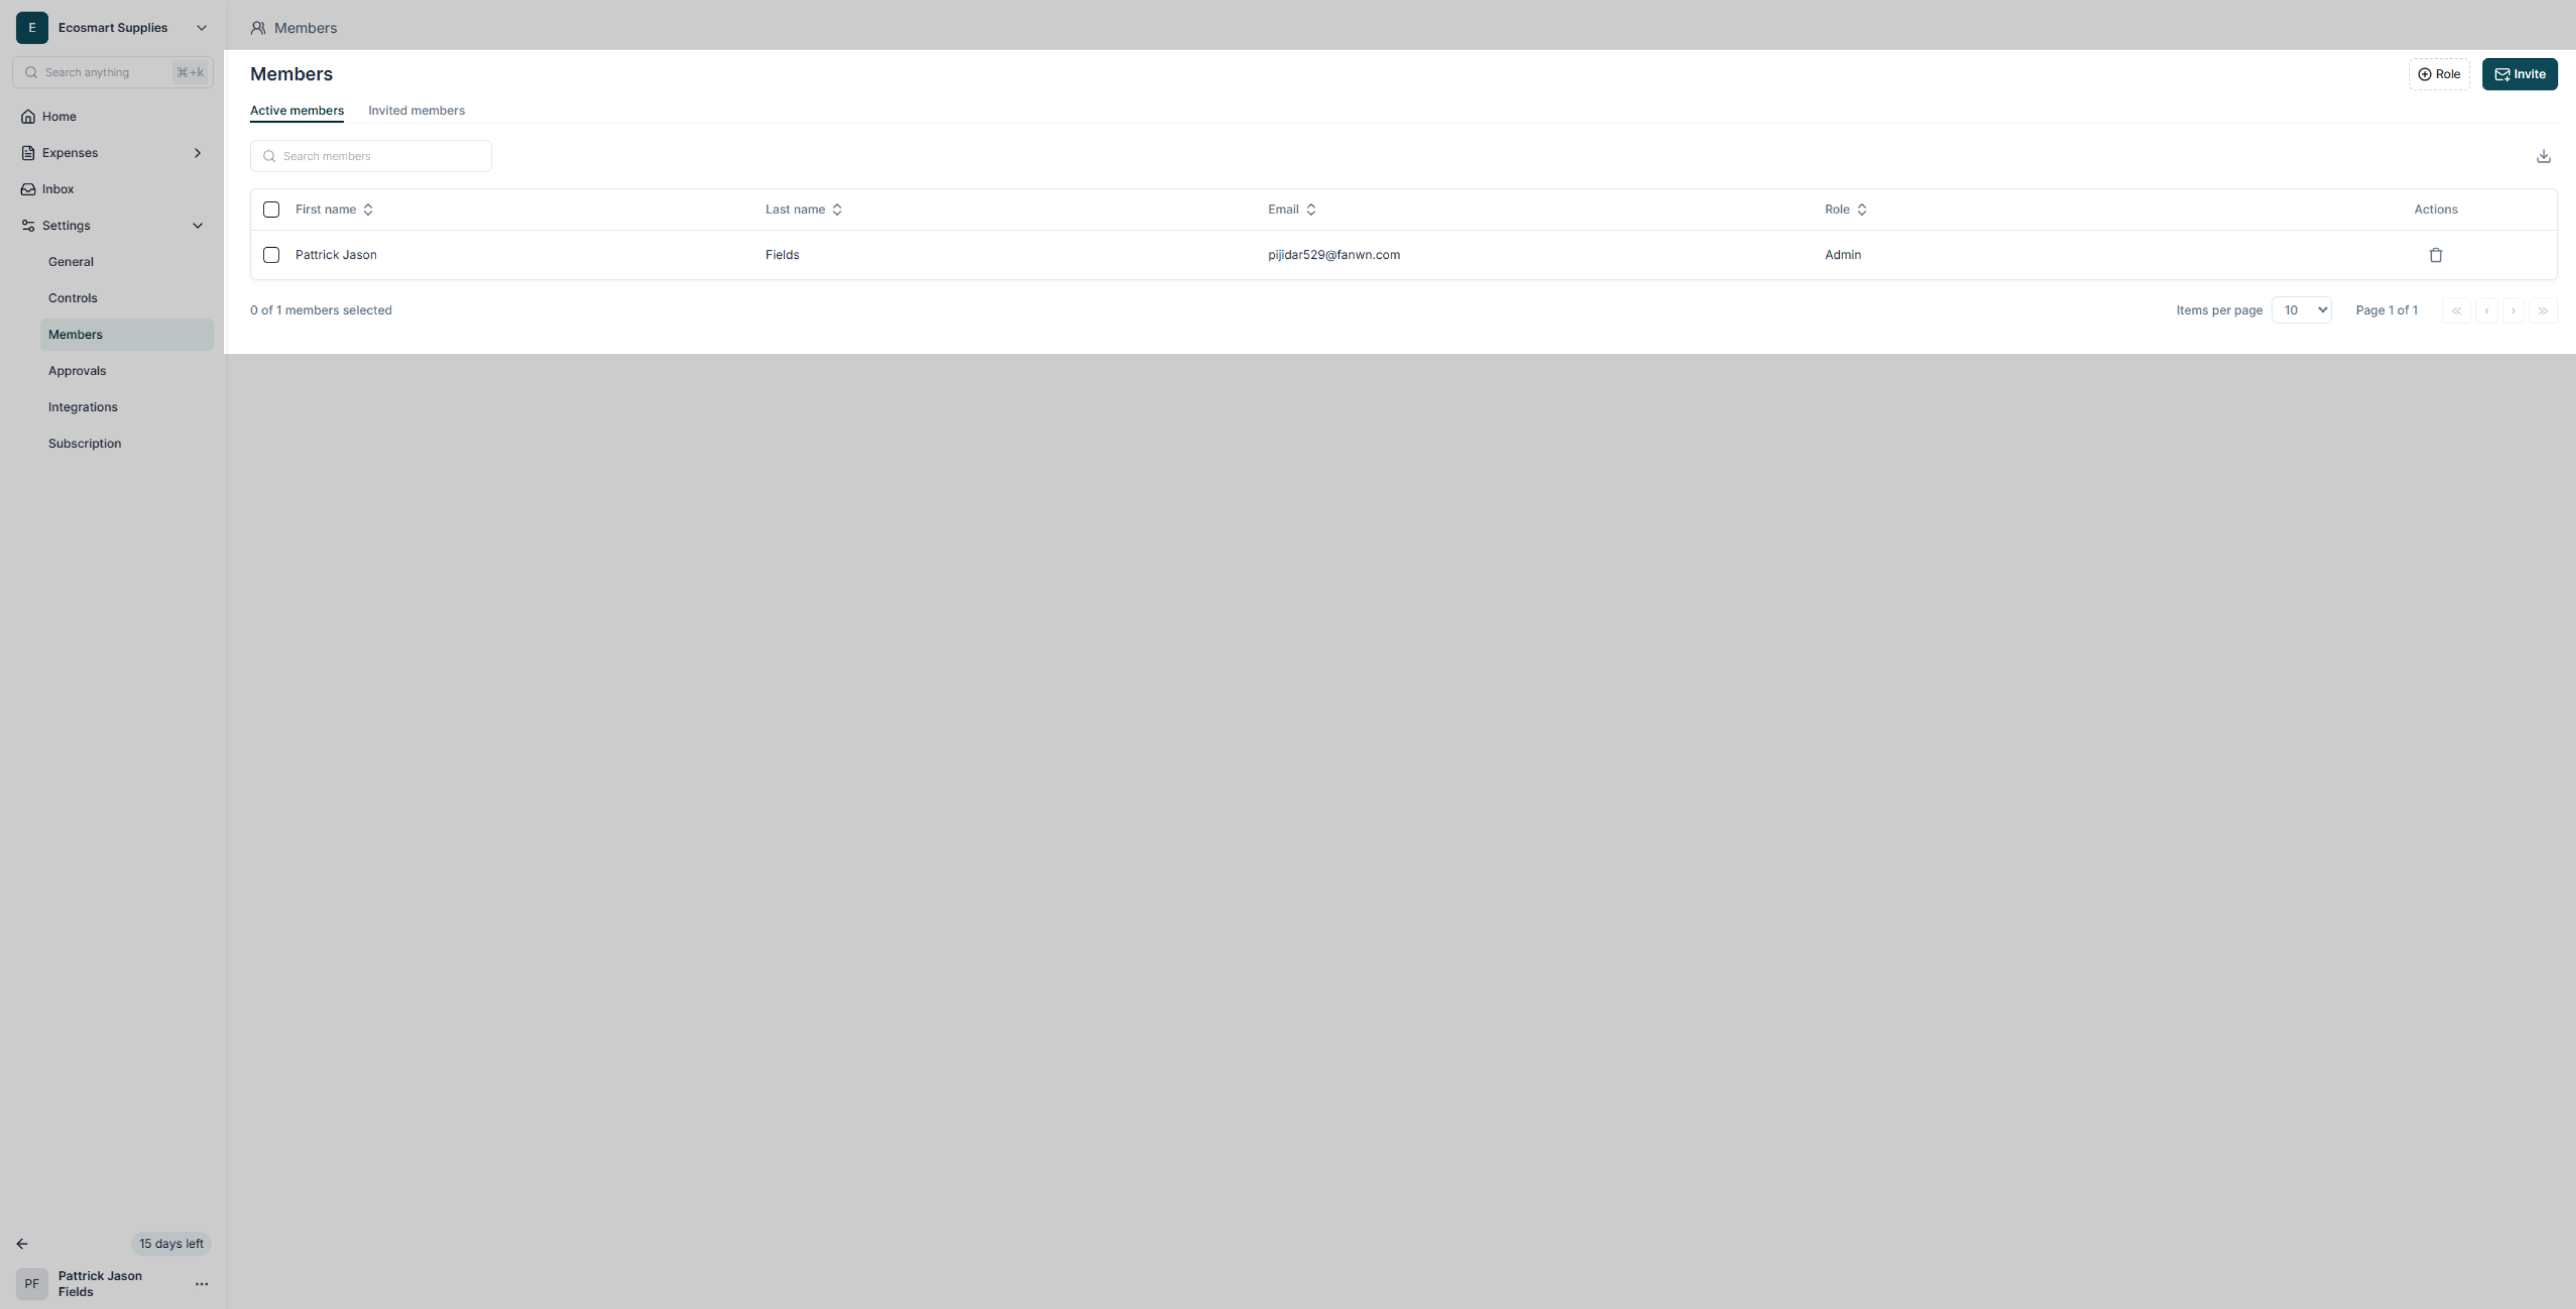 E
Ecosmart Supplies
Search anything
⌘+k
Home
Expenses
Inbox
Settings
General
Controls
Members
Approvals
Integrations
Subscription
15 days left
PF
Pattrick Jason
Fields
Members
Members
Role
Invite
Active members
Invited members
Search members
First name
Last name
Email
Role
Actions
Pattrick Jason
Fields
pijidar529@fanwn.com
Admin
0 of 1 members selected
Items per page
10
Page 1 of 1